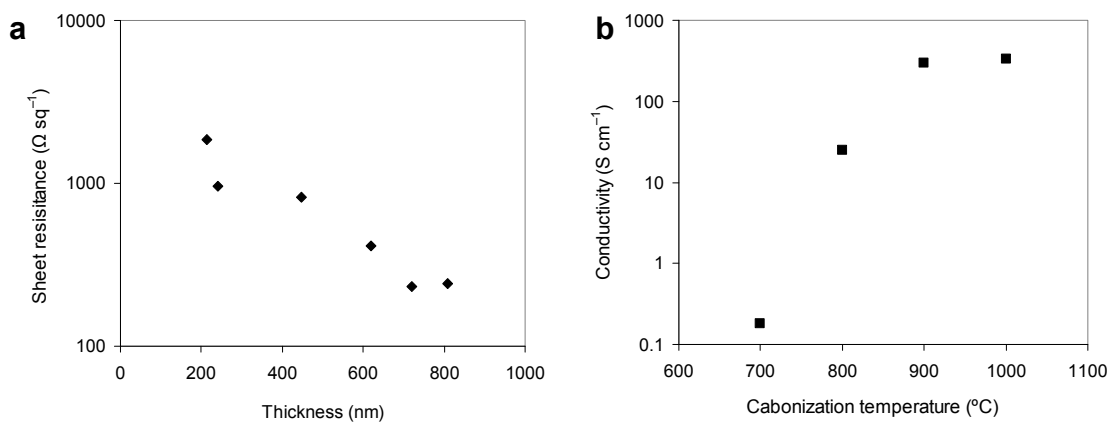 a
10000
1000
100
Sheet resisitance (Ω sq⁻¹)
0 200 400 600 800 1000
Thickness (nm)
b
1000
100
10
1
0.1
Conductivity (S cm⁻¹)
600 700 800 900 1000 1100
Cabonization temperature (ºC)